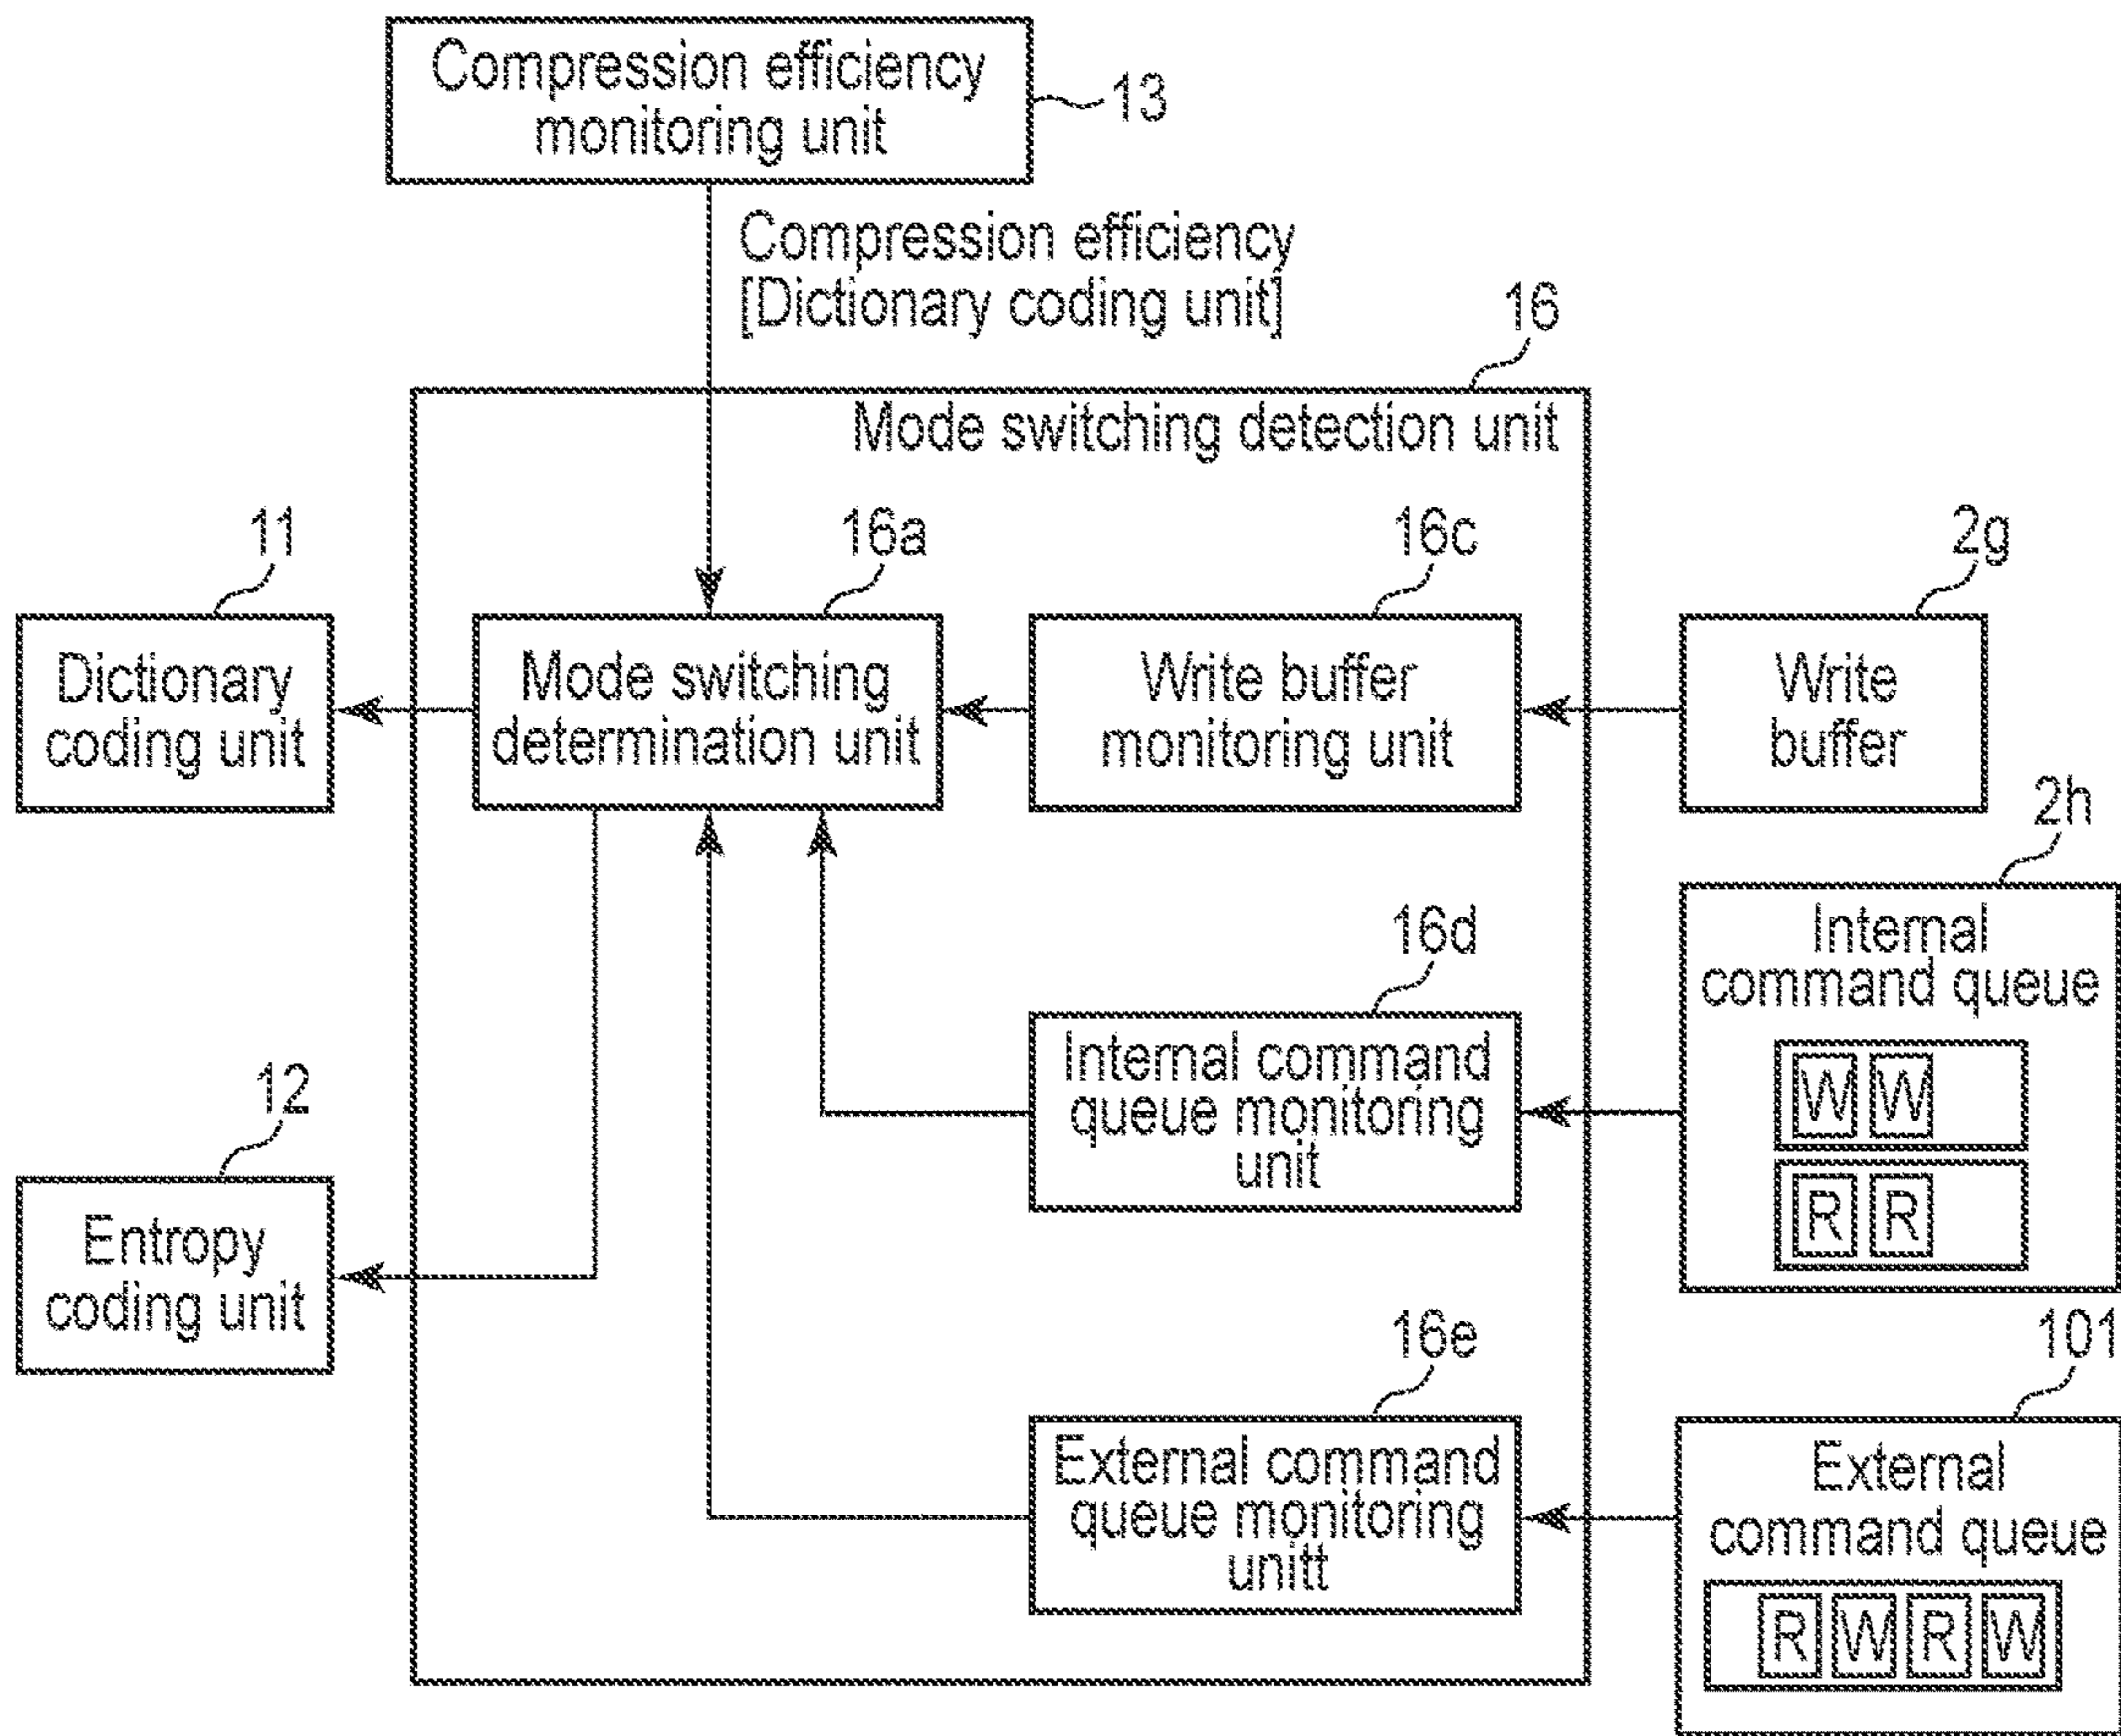 Compression efficiency
monitoring unit
13
Compression efficiency
[Dictionary coding unit]
16
Mode switching detection unit
11
16a
16c
2g
Dictionary
coding unit
Mode switching
determination unit
Write buffer
monitoring unit
Write
buffer
2h
16d
Internal
command queue
W W
R R
Internal command
queue monitoring
unit
12
Entropy
coding unit
16e
101
External command
queue monitoring
unitt
External
command queue
R W R W